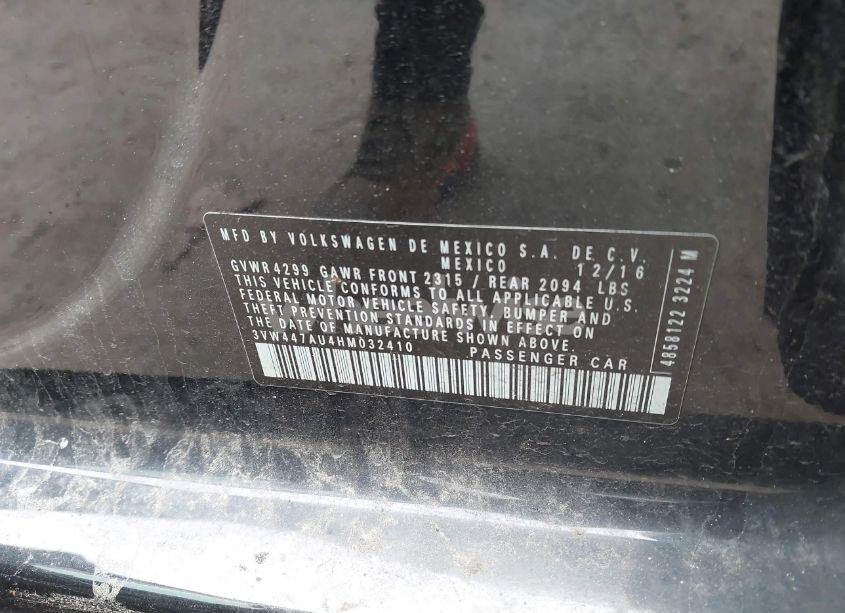 MFD BY VOLKSWAGEN DE MEXICO S.A. DE C.V.
MEXICO 12/16
GVWR 4299 GAWR FRONT 2315 / REAR 2094 LBS
THIS VEHICLE CONFORMS TO ALL APPLICABLE U.S.
FEDERAL MOTOR VEHICLE SAFETY, BUMPER AND
THEFT PREVENTION STANDARDS IN EFFECT ON
THE DATE OF MANUFACTURE SHOWN ABOVE.
3VW447AU4HM032410 PASSENGER CAR
4858122 3224 M